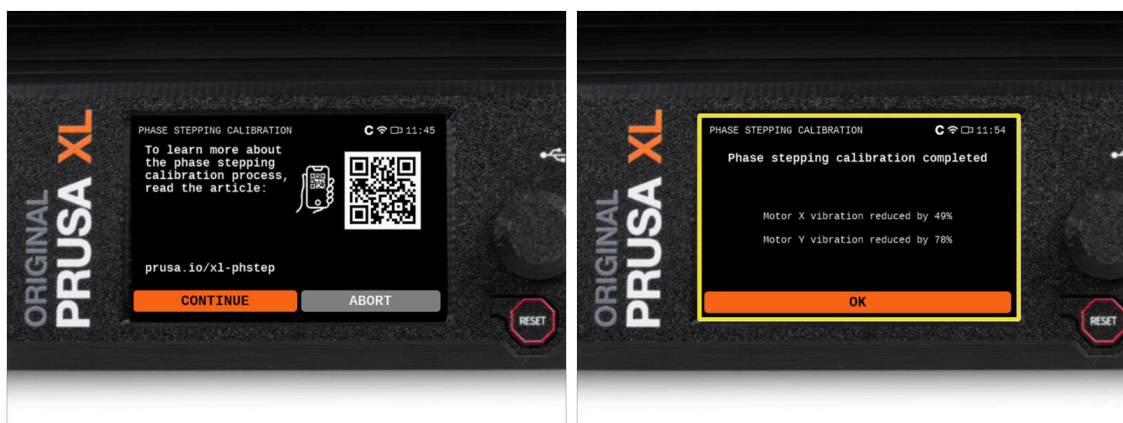 ORIGINAL
PRUSA XL
PHASE STEPPING CALIBRATION
C 11:45
To learn more about
the phase stepping
calibration process,
read the article:
prusa.io/xl-phstep
CONTINUE
ABORT
RESET
ORIGINAL
PRUSA XL
PHASE STEPPING CALIBRATION
C 11:54
Phase stepping calibration completed
Motor X vibration reduced by 49%
Motor Y vibration reduced by 78%
OK
RESET